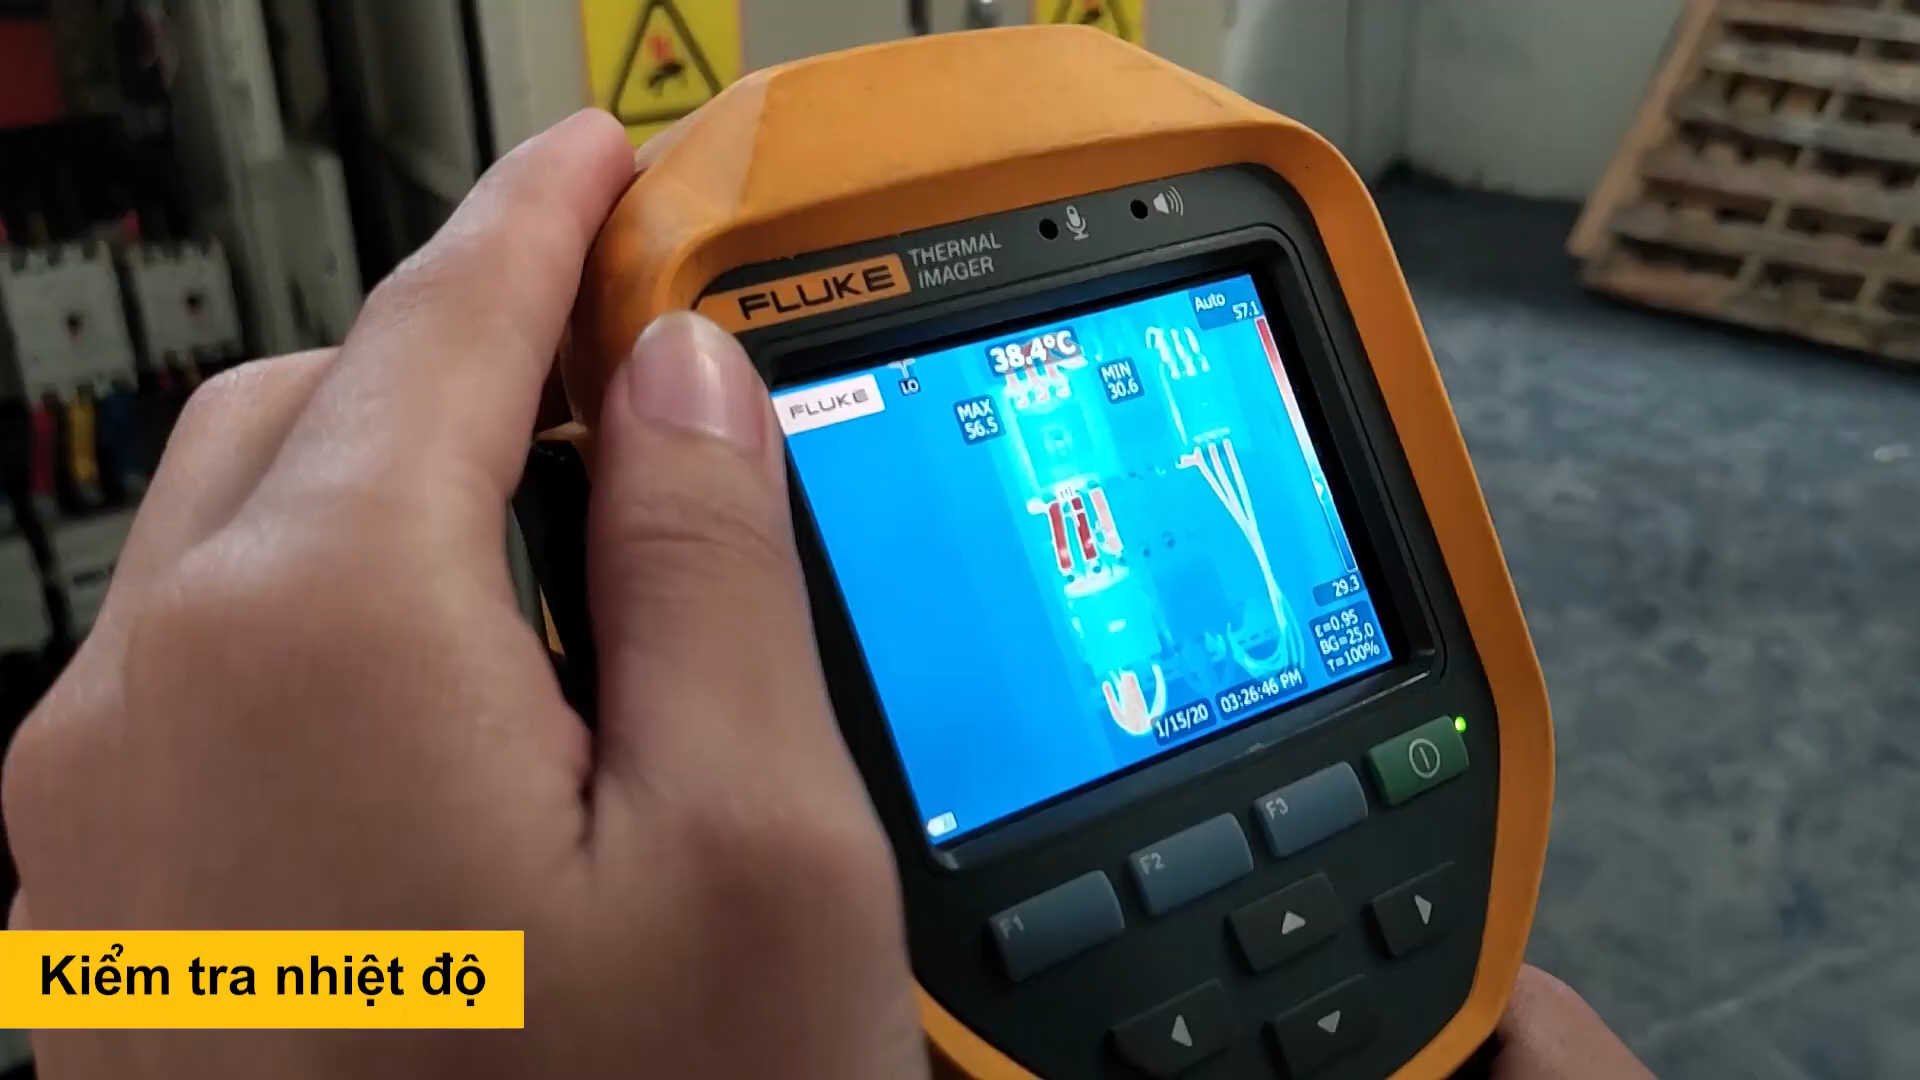 FLUKE
THERMAL
IMAGER
Auto
57.1
38.4°C
FLUKE
LO
MAX
56.5
MIN
30.6
29.3
ε=0.95
BG=25.0
τ=100%
1/15/20
03:26:46 PM
F1
F2
F3
Kiểm tra nhiệt độ